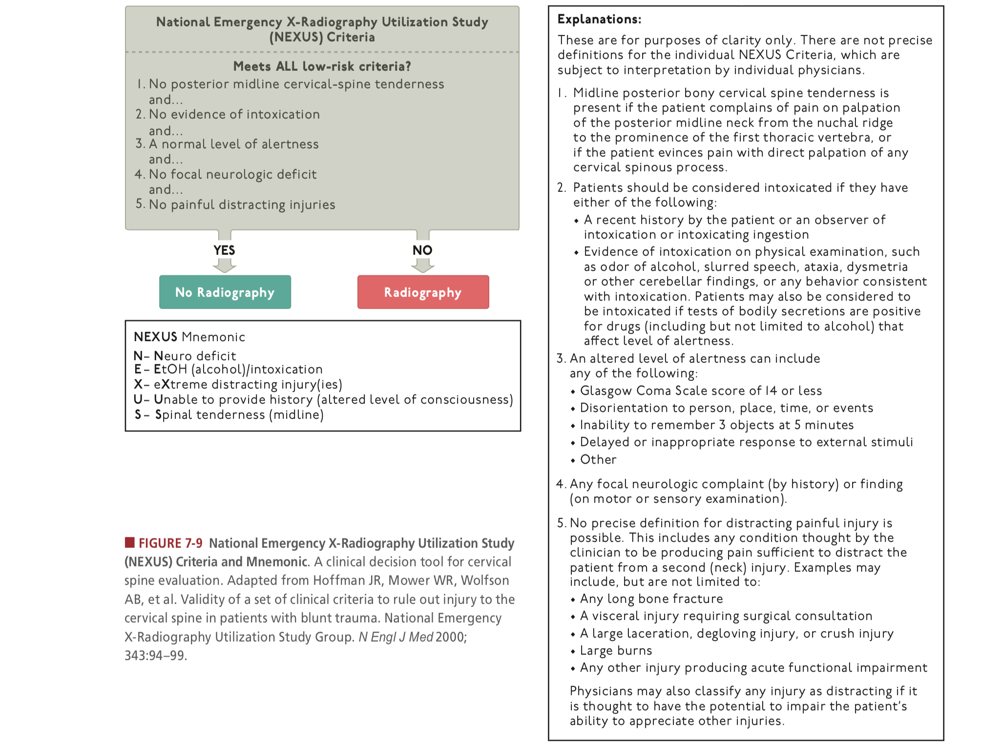 National Emergency X-Radiography Utilization Study
(NEXUS) Criteria
Meets ALL low-risk criteria?
1. No posterior midline cervical-spine tenderness
and...
2. No evidence of intoxication
and...
3. A normal level of alertness
and...
4. No focal neurologic deficit
and...
5. No painful distracting injuries
YES
NO
No Radiography
Radiography
NEXUS Mnemonic
N– Neuro deficit
E – EtOH (alcohol)/intoxication
X– eXtreme distracting injury(ies)
U– Unable to provide history (altered level of consciousness)
S – Spinal tenderness (midline)
FIGURE 7-9 National Emergency X-Radiography Utilization Study
(NEXUS) Criteria and Mnemonic. A clinical decision tool for cervical
spine evaluation. Adapted from Hoffman JR, Mower WR, Wolfson
AB, et al. Validity of a set of clinical criteria to rule out injury to the
cervical spine in patients with blunt trauma. National Emergency
X-Radiography Utilization Study Group. N Engl J Med 2000;
343:94–99.
Explanations:
These are for purposes of clarity only. There are not precise
definitions for the individual NEXUS Criteria, which are
subject to interpretation by individual physicians.
1. Midline posterior bony cervical spine tenderness is
present if the patient complains of pain on palpation
of the posterior midline neck from the nuchal ridge
to the prominence of the first thoracic vertebra, or
if the patient evinces pain with direct palpation of any
cervical spinous process.
2. Patients should be considered intoxicated if they have
either of the following:
⬩ A recent history by the patient or an observer of
intoxication or intoxicating ingestion
⬩ Evidence of intoxication on physical examination, such
as odor of alcohol, slurred speech, ataxia, dysmetria
or other cerebellar findings, or any behavior consistent
with intoxication. Patients may also be considered to
be intoxicated if tests of bodily secretions are positive
for drugs (including but not limited to alcohol) that
affect level of alertness.
3. An altered level of alertness can include
any of the following:
⬩ Glasgow Coma Scale score of 14 or less
⬩ Disorientation to person, place, time, or events
⬩ Inability to remember 3 objects at 5 minutes
⬩ Delayed or inappropriate response to external stimuli
⬩ Other
4. Any focal neurologic complaint (by history) or finding
(on motor or sensory examination).
5. No precise definition for distracting painful injury is
possible. This includes any condition thought by the
clinician to be producing pain sufficient to distract the
patient from a second (neck) injury. Examples may
include, but are not limited to:
⬩ Any long bone fracture
⬩ A visceral injury requiring surgical consultation
⬩ A large laceration, degloving injury, or crush injury
⬩ Large burns
⬩ Any other injury producing acute functional impairment
Physicians may also classify any injury as distracting if it
is thought to have the potential to impair the patient's
ability to appreciate other injuries.